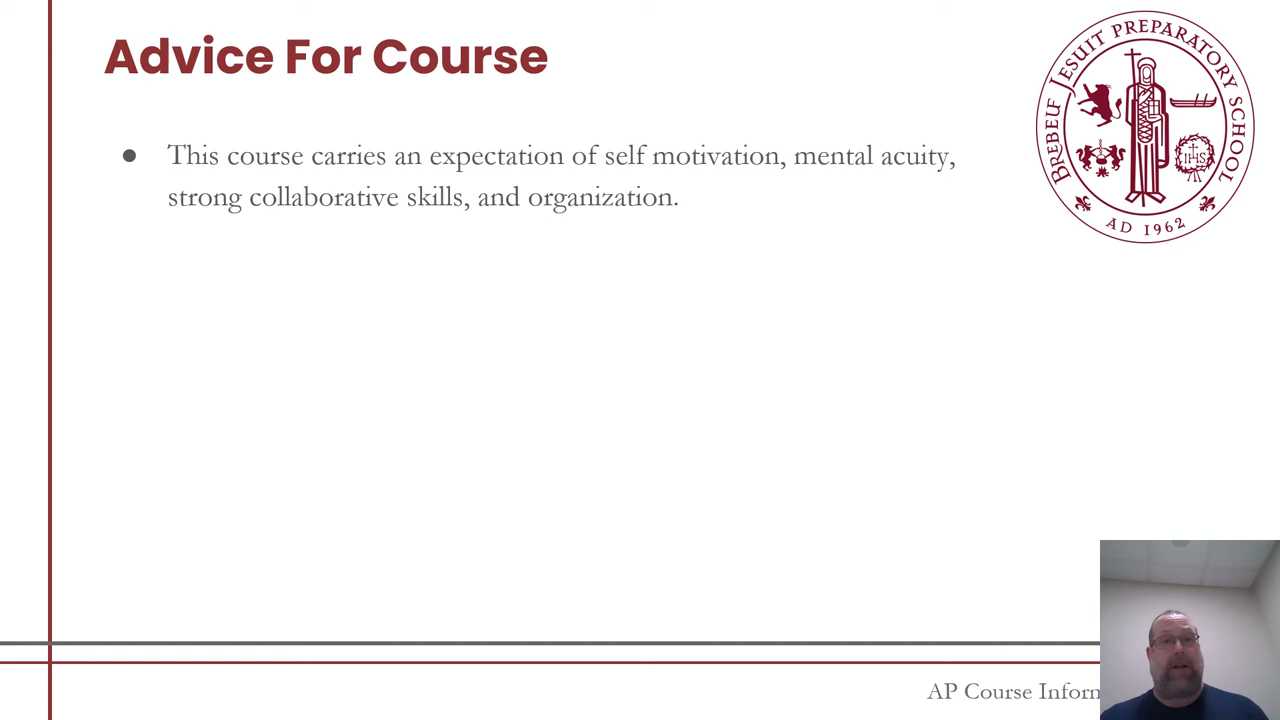 Advice For Course
BREBEUF JESUIT PREPARATORY SCHOOL
IHS
AD 1962
● This course carries an expectation of self motivation, mental acuity,
strong collaborative skills, and organization.
AP Course Inform